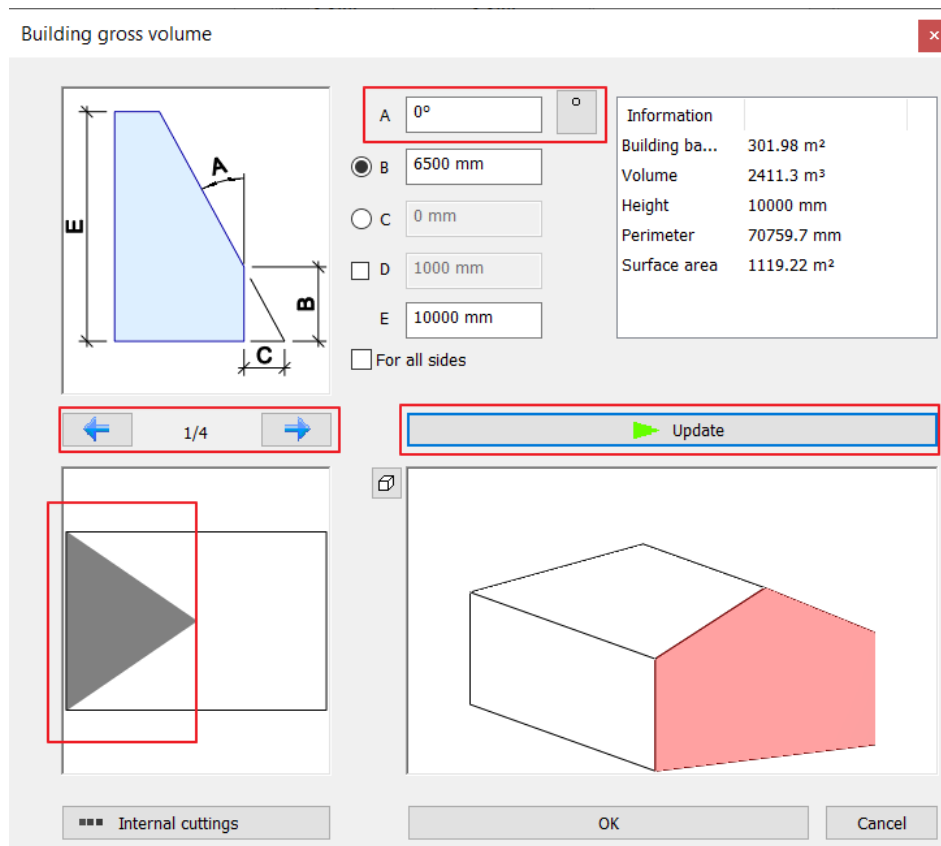 Building gross volume
A 0º º
B 6500 mm
C 0 mm
D 1000 mm
E 10000 mm
For all sides
Information
Building ba... 301.98 m²
Volume 2411.3 m³
Height 10000 mm
Perimeter 70759.7 mm
Surface area 1119.22 m²
E
A
B
C
1/4
Update
Internal cuttings
OK
Cancel